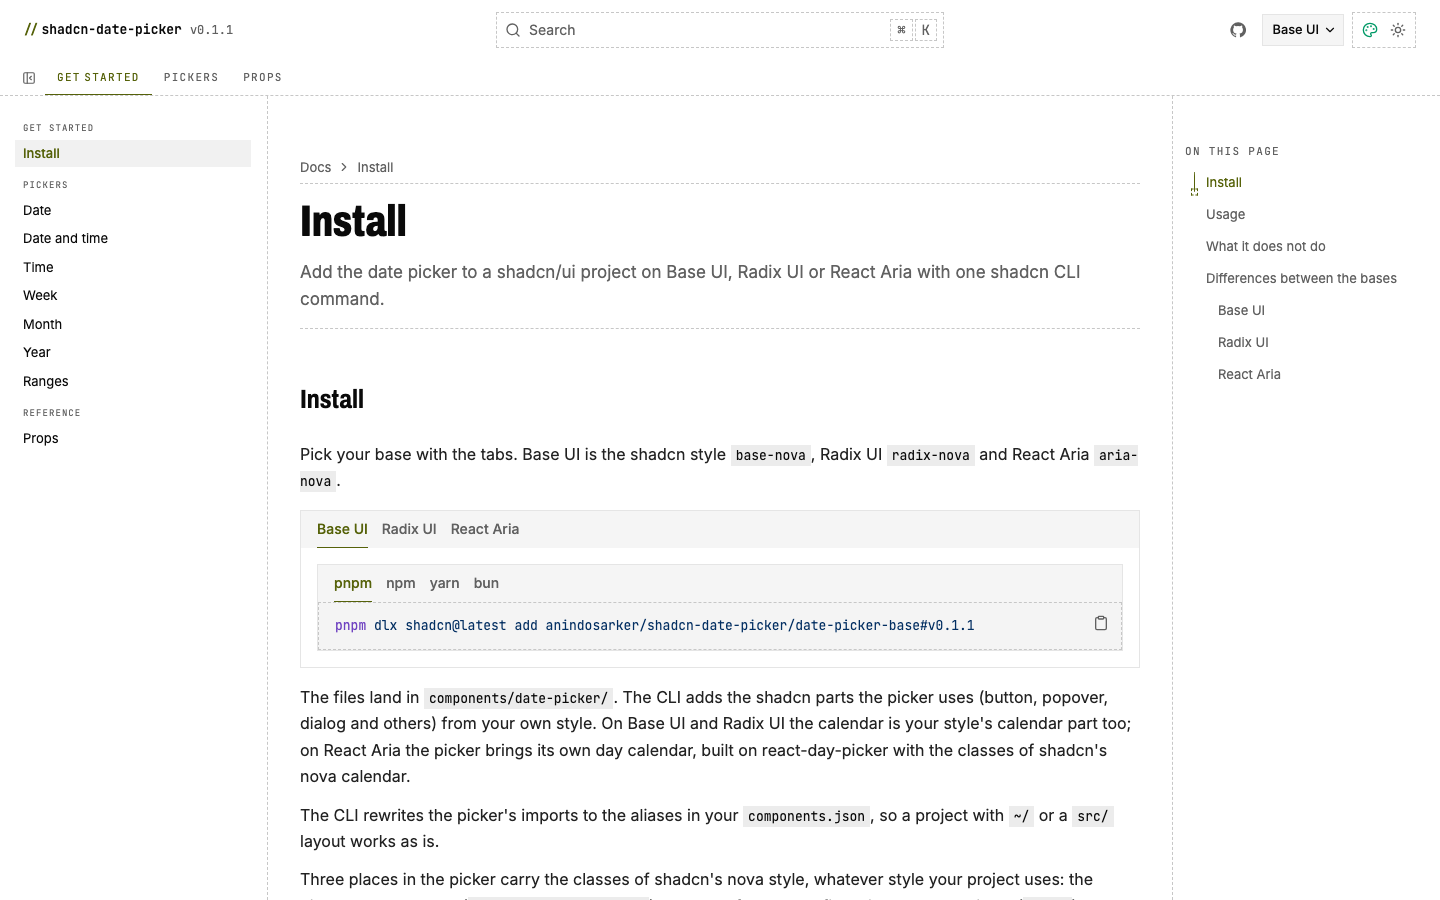 // shadcn-date-picker v0.1.1
Search ⌘ K
Base UI
GET STARTED PICKERS PROPS
GET STARTED
Install
PICKERS
Date
Date and time
Time
Week
Month
Year
Ranges
REFERENCE
Props
Docs > Install
Install
Add the date picker to a shadcn/ui project on Base UI, Radix UI or React Aria with one shadcn CLI
command.
Install
Pick your base with the tabs. Base UI is the shadcn style base-nova, Radix UI radix-nova and React Aria aria-
nova.
Base UI Radix UI React Aria
pnpm npm yarn bun
pnpm dlx shadcn@latest add anindosarker/shadcn-date-picker/date-picker-base#v0.1.1
The files land in components/date-picker/. The CLI adds the shadcn parts the picker uses (button, popover,
dialog and others) from your own style. On Base UI and Radix UI the calendar is your style's calendar part too;
on React Aria the picker brings its own day calendar, built on react-day-picker with the classes of shadcn's
nova calendar.
The CLI rewrites the picker's imports to the aliases in your components.json, so a project with ~/ or a src/
layout works as is.
Three places in the picker carry the classes of shadcn's nova style, whatever style your project uses: the
ON THIS PAGE
Install
Usage
What it does not do
Differences between the bases
Base UI
Radix UI
React Aria